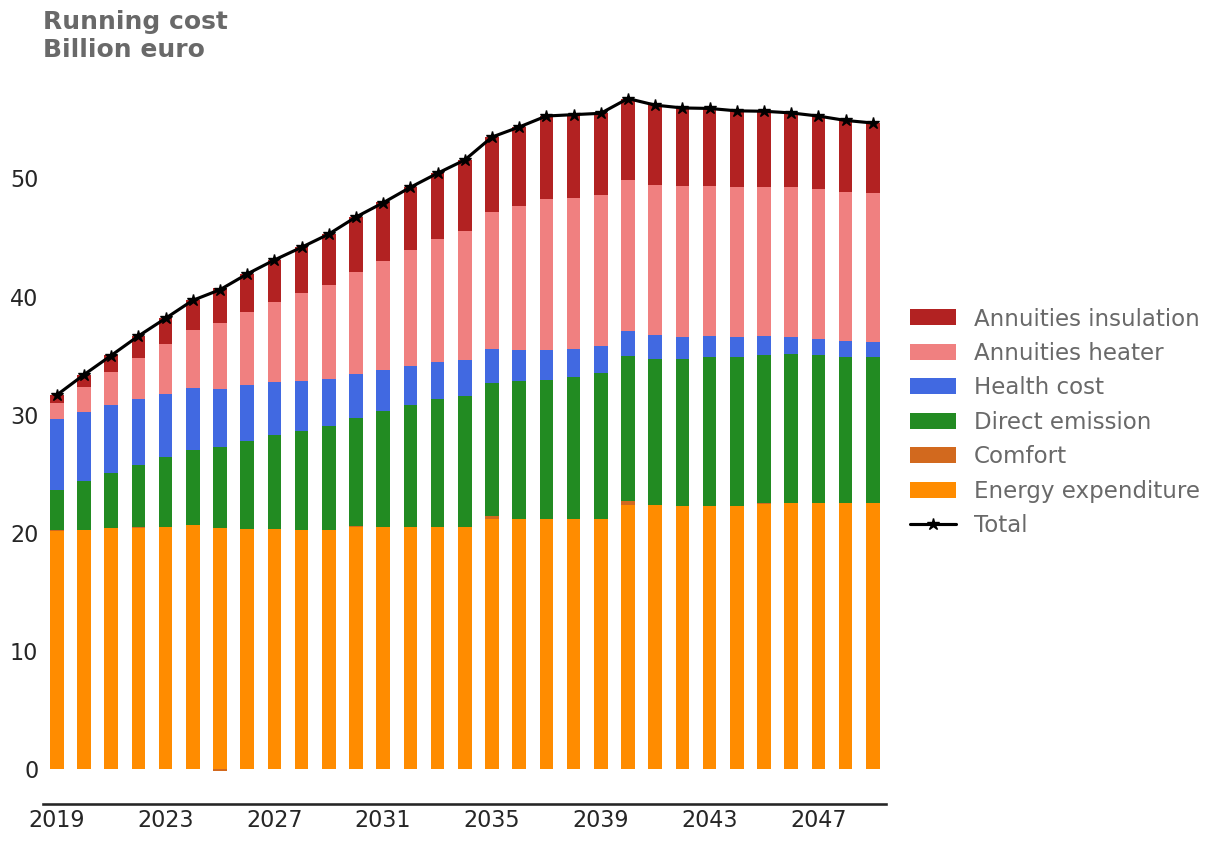 Running cost
Billion euro
50
40
30
20
10
0
2019 2023 2027 2031 2035 2039 2043 2047
Annuities insulation
Annuities heater
Health cost
Direct emission
Comfort
Energy expenditure
Total